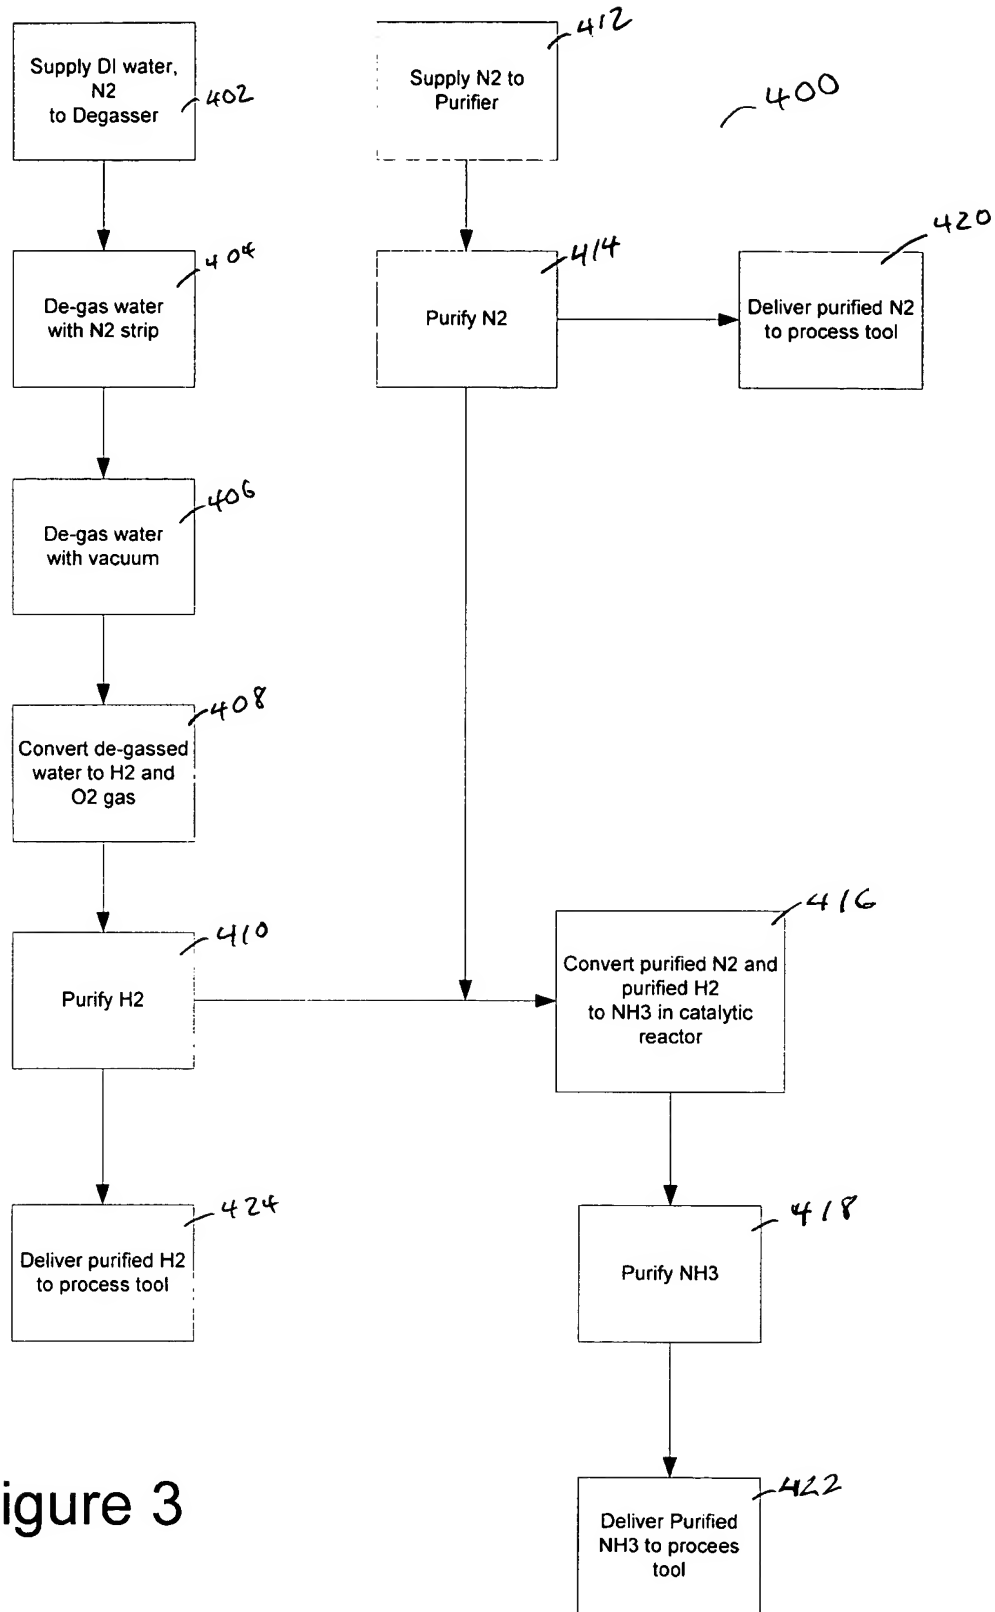 Supply DI water,
N2
to Degasser
402
412
Supply N2 to
Purifier
400
404
De-gas water
with N2 strip
414
Purify N2
420
Deliver purified N2
to process tool
406
De-gas water
with vacuum
408
Convert de-gassed
water to H2 and
O2 gas
410
Purify H2
416
Convert purified N2 and
purified H2
to NH3 in catalytic
reactor
424
Deliver purified H2
to process tool
418
Purify NH3
igure 3
422
Deliver Purified
NH3 to procees
tool